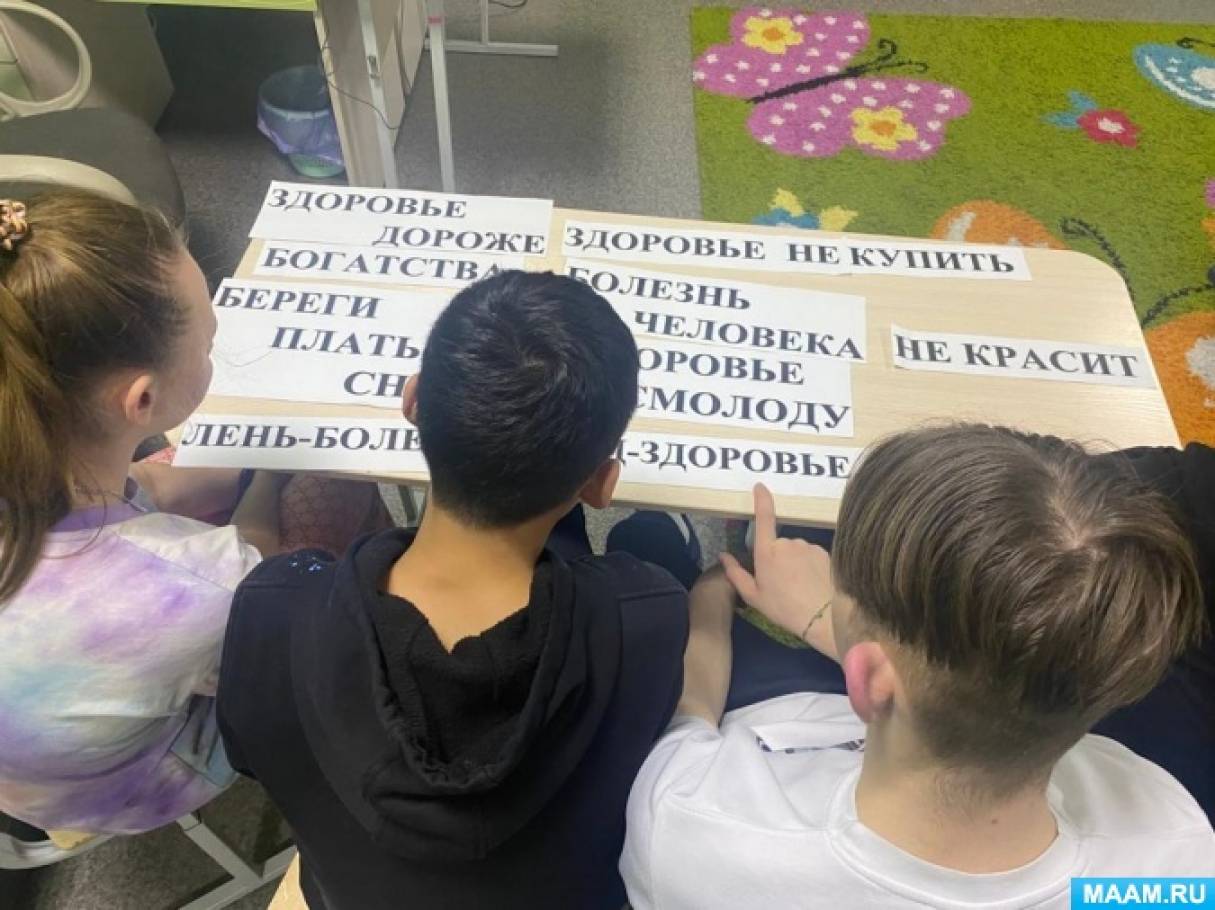 ЗДОРОВЬЕ
ДОРОЖЕ
БОГАТСТВА
ЗДОРОВЬЕ НЕ КУПИТЬ
БЕРЕГИ
ПЛАТЬ
СН
БОЛЕЗНЬ
ЧЕЛОВЕКА
НЕ КРАСИТ
ОРОВЬЕ
СМОЛОДУ
ЛЕНЬ-БОЛЕ
Д-ЗДОРОВЬЕ
MAAM.RU